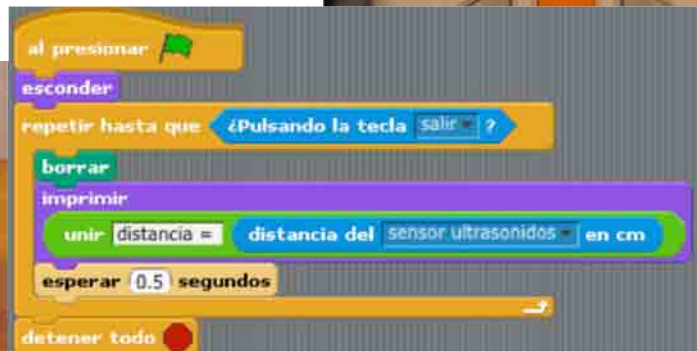 al presionar
esconder
repetir hasta que ¿Pulsando la tecla salir ?
borrar
imprimir
unir distancia = distancia del sensor ultrasonidos en cm
esperar 0.5 segundos
detener todo